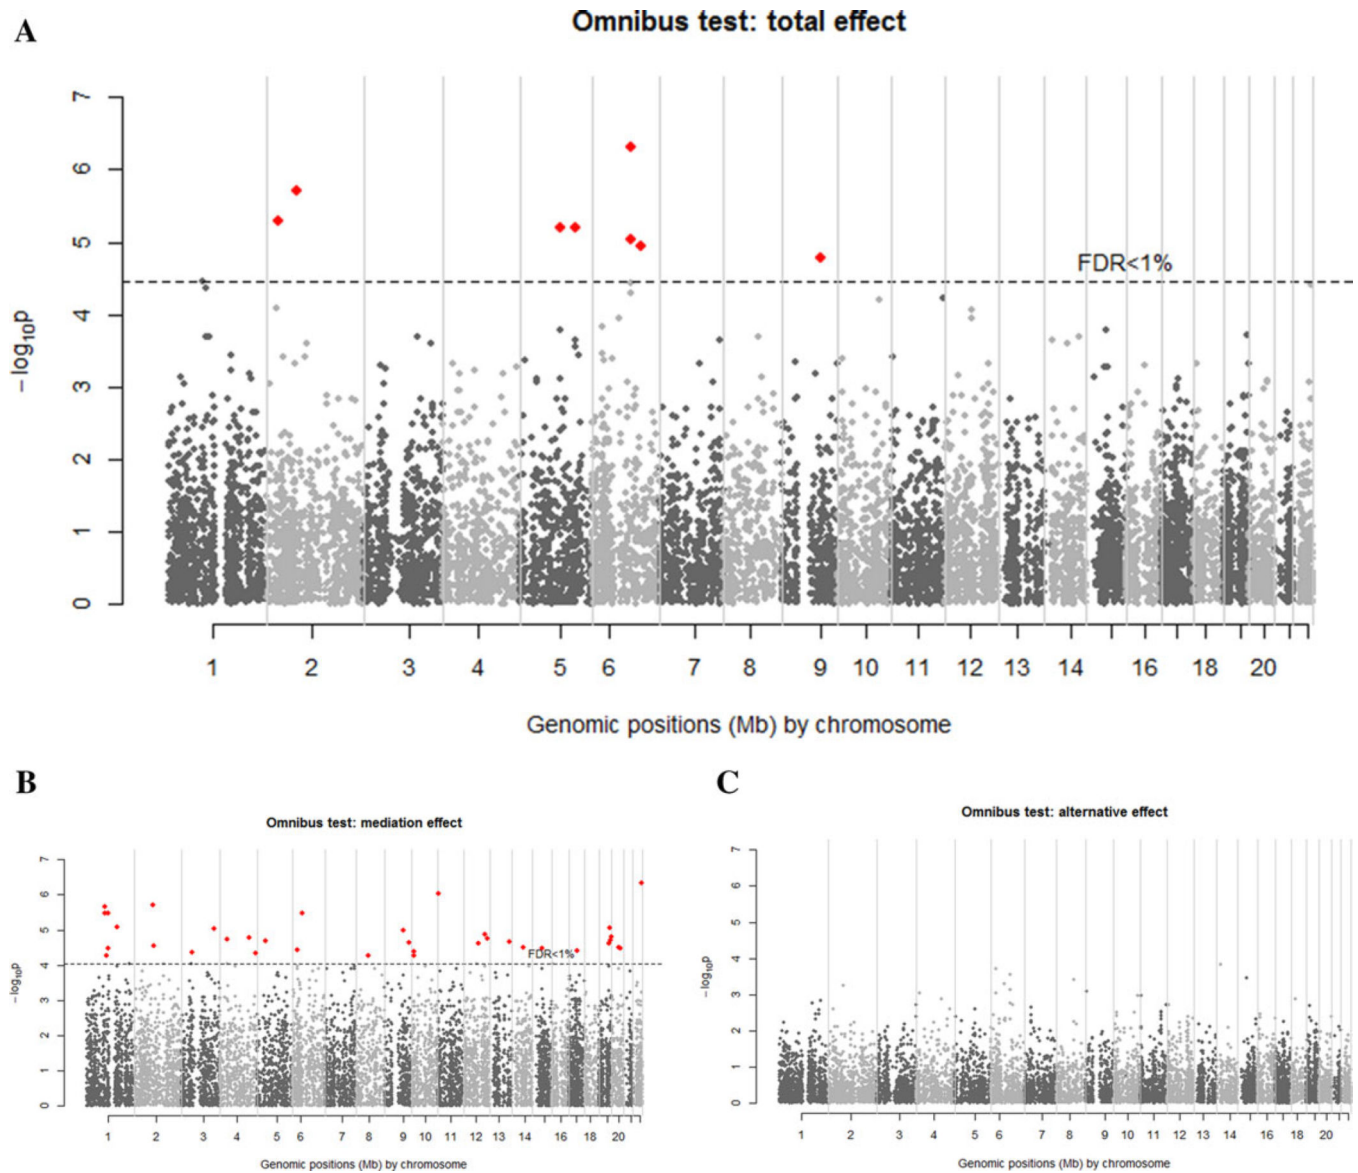 A
Omnibus test: total effect
7
6
5
4
3
2
1
0
− log10p
FDR<1%
1 2 3 4 5 6 7 8 9 10 11 12 13 14 16 18 20
Genomic positions (Mb) by chromosome
B
Omnibus test: mediation effect
7
6
5
4
3
2
1
0
− log10p
FDR<1%
1 2 3 4 5 6 7 8 9 10 11 12 13 14 16 18 20
Genomic positions (Mb) by chromosome
C
Omnibus test: alternative effect
7
6
5
4
3
2
1
0
− log10p
1 2 3 4 5 6 7 8 9 10 11 12 13 14 16 18 20
Genomic positions (Mb) by chromosome